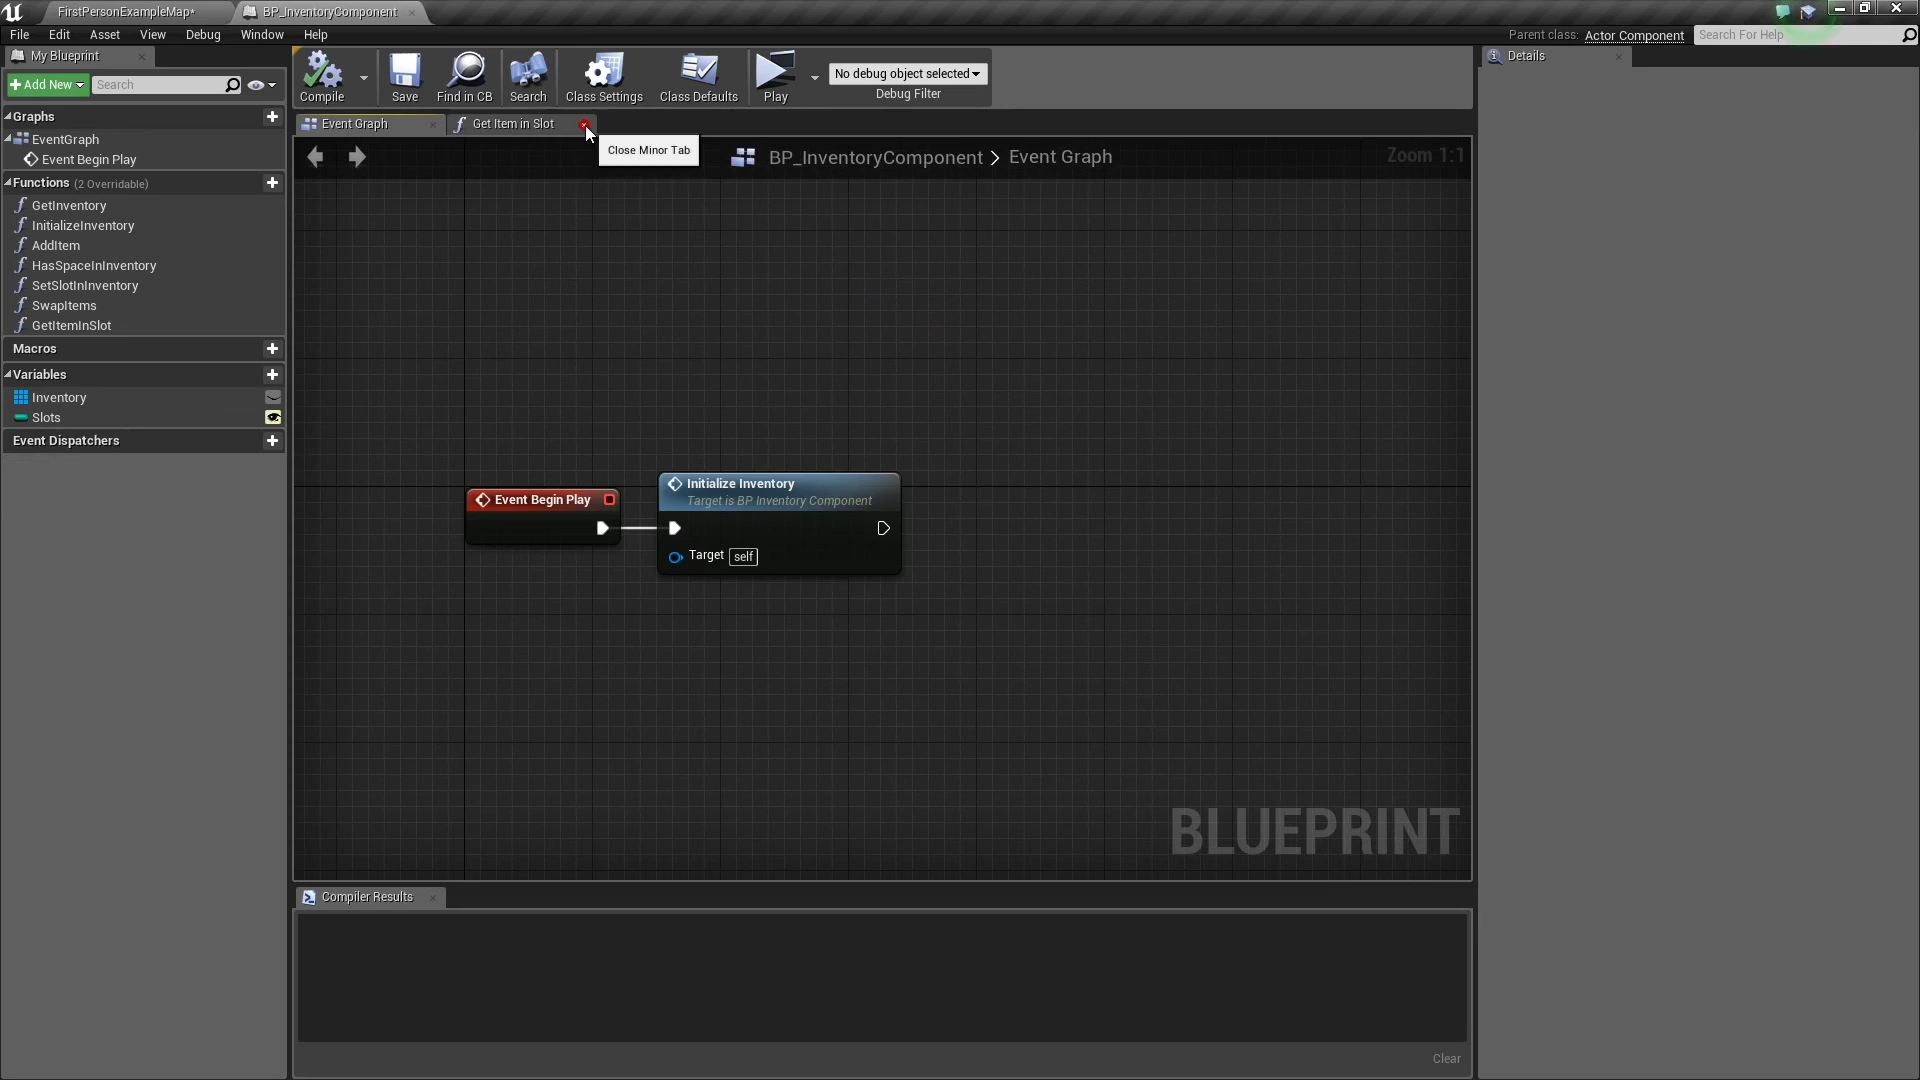 FirstPersonExampleMap*
BP_InventoryComponent
File Edit Asset View Debug Window Help
Parent class: Actor Component
Search For Help
My Blueprint
Add New
Search
Graphs
EventGraph
Event Begin Play
Functions (2 Overridable)
GetInventory
InitializeInventory
AddItem
HasSpaceInInventory
SetSlotInInventory
SwapItems
GetItemInSlot
Macros
Variables
Inventory
Slots
Event Dispatchers
Compile
Save
Find in CB
Search
Class Settings
Class Defaults
Play
No debug object selected
Debug Filter
Event Graph
Get Item in Slot
Close Minor Tab
BP_InventoryComponent > Event Graph
Zoom 1:1
Event Begin Play
Initialize Inventory
Target is BP Inventory Component
Target self
BLUEPRINT
Compiler Results
Clear
Details